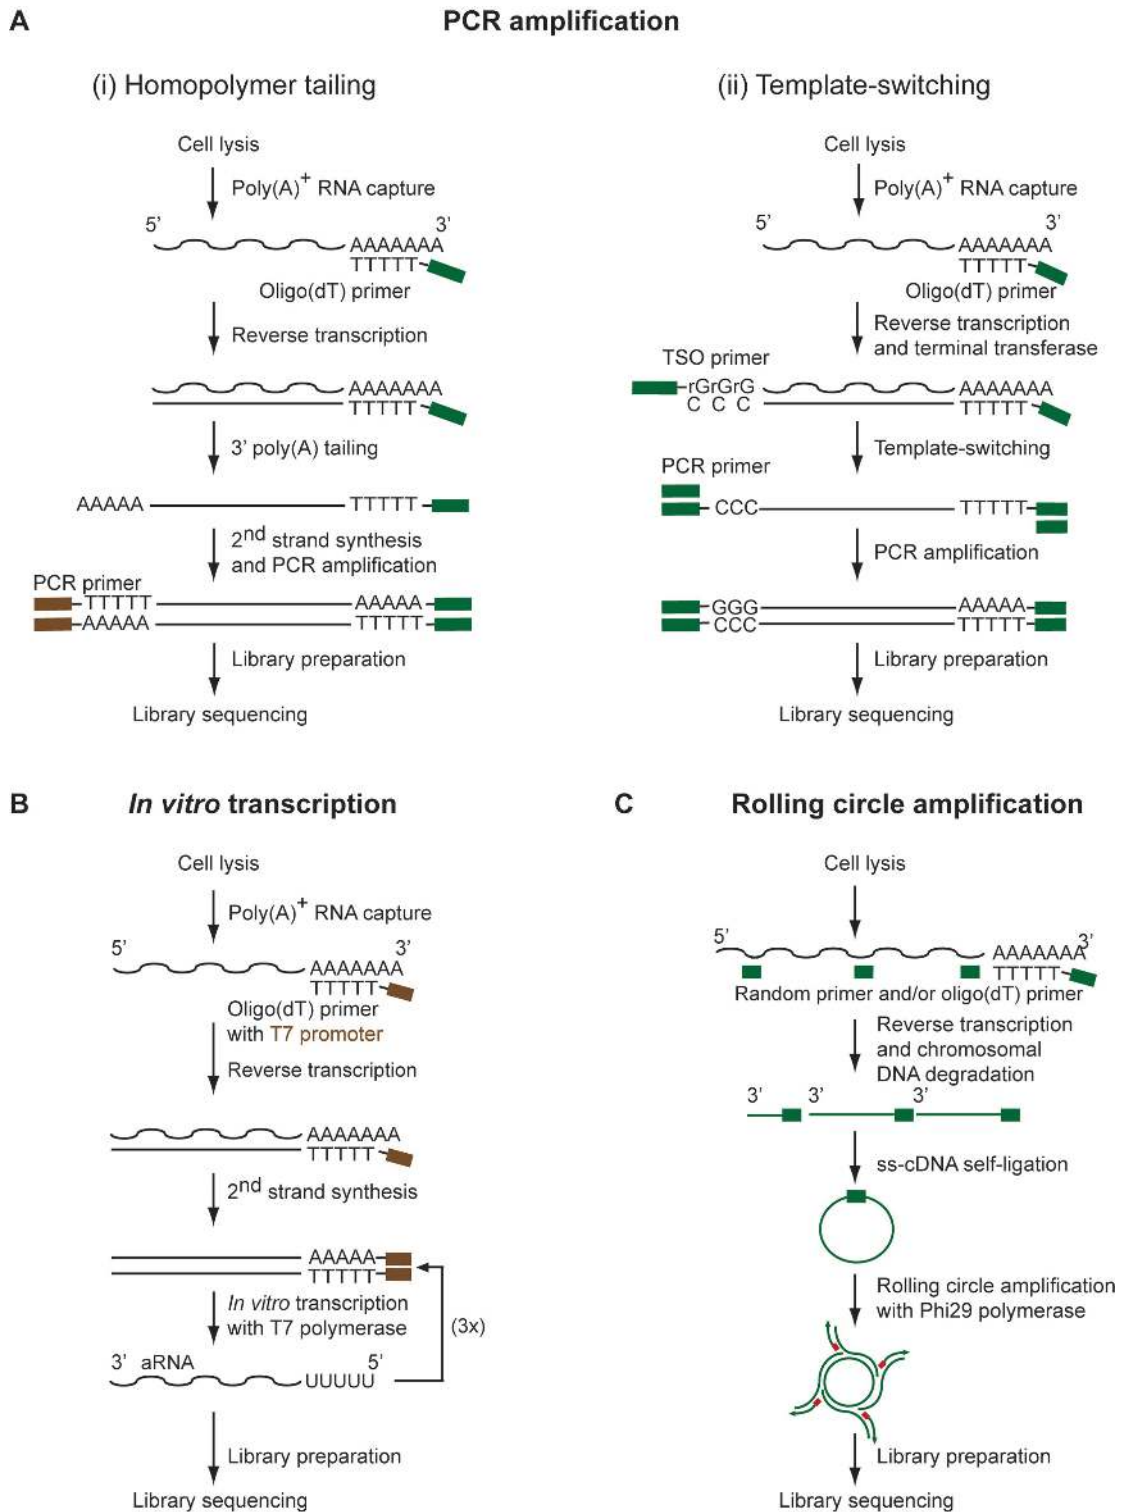 A
PCR amplification
(i) Homopolymer tailing
Cell lysis
Poly(A)+ RNA capture
5’ 3’
AAAAAAA
TTTTT
Oligo(dT) primer
Reverse transcription
AAAAAAA
TTTTT
3’ poly(A) tailing
AAAAA TTTTT
2nd strand synthesis
and PCR amplification
PCR primer
TTTTT AAAAA
AAAAA TTTTT
Library preparation
Library sequencing
(ii) Template-switching
Cell lysis
Poly(A)+ RNA capture
5’ 3’
AAAAAAA
TTTTT
Oligo(dT) primer
Reverse transcription
and terminal transferase
TSO primer
rGrGrG AAAAAAA
C C C TTTTT
Template-switching
PCR primer
CCC TTTTT
PCR amplification
GGG AAAAA
CCC TTTTT
Library preparation
Library sequencing
B
In vitro transcription
Cell lysis
Poly(A)+ RNA capture
5’ 3’
AAAAAAA
TTTTT
Oligo(dT) primer
with T7 promoter
Reverse transcription
AAAAAAA
TTTTT
2nd strand synthesis
AAAAA
TTTTT
In vitro transcription
with T7 polymerase
(3x)
3’ aRNA 5’
UUUUU
Library preparation
Library sequencing
C
Rolling circle amplification
Cell lysis
5’ 3’
AAAAAAA
TTTTT
Random primer and/or oligo(dT) primer
Reverse transcription
and chromosomal
DNA degradation
3’ 3’ 3’
ss-cDNA self-ligation
Rolling circle amplification
with Phi29 polymerase
Library preparation
Library sequencing